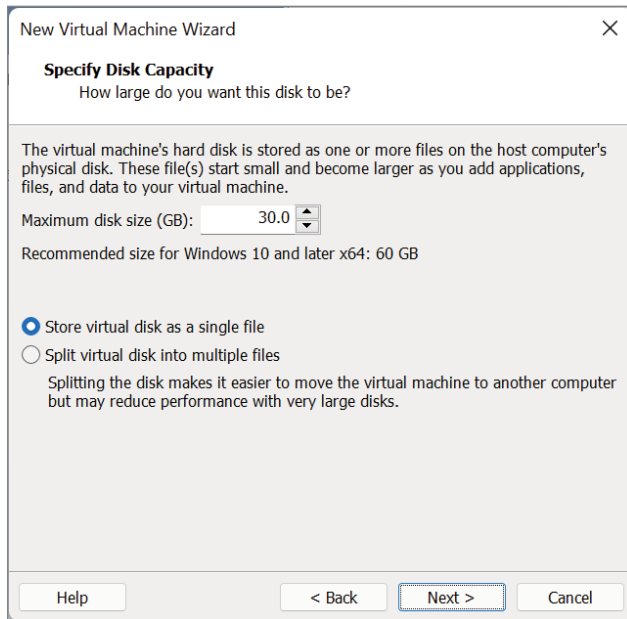 New Virtual Machine Wizard
Specify Disk Capacity
How large do you want this disk to be?
The virtual machine's hard disk is stored as one or more files on the host computer's
physical disk. These file(s) start small and become larger as you add applications,
files, and data to your virtual machine.
Maximum disk size (GB): 30.0
Recommended size for Windows 10 and later x64: 60 GB
Store virtual disk as a single file
Split virtual disk into multiple files
Splitting the disk makes it easier to move the virtual machine to another computer
but may reduce performance with very large disks.
Help < Back Next > Cancel